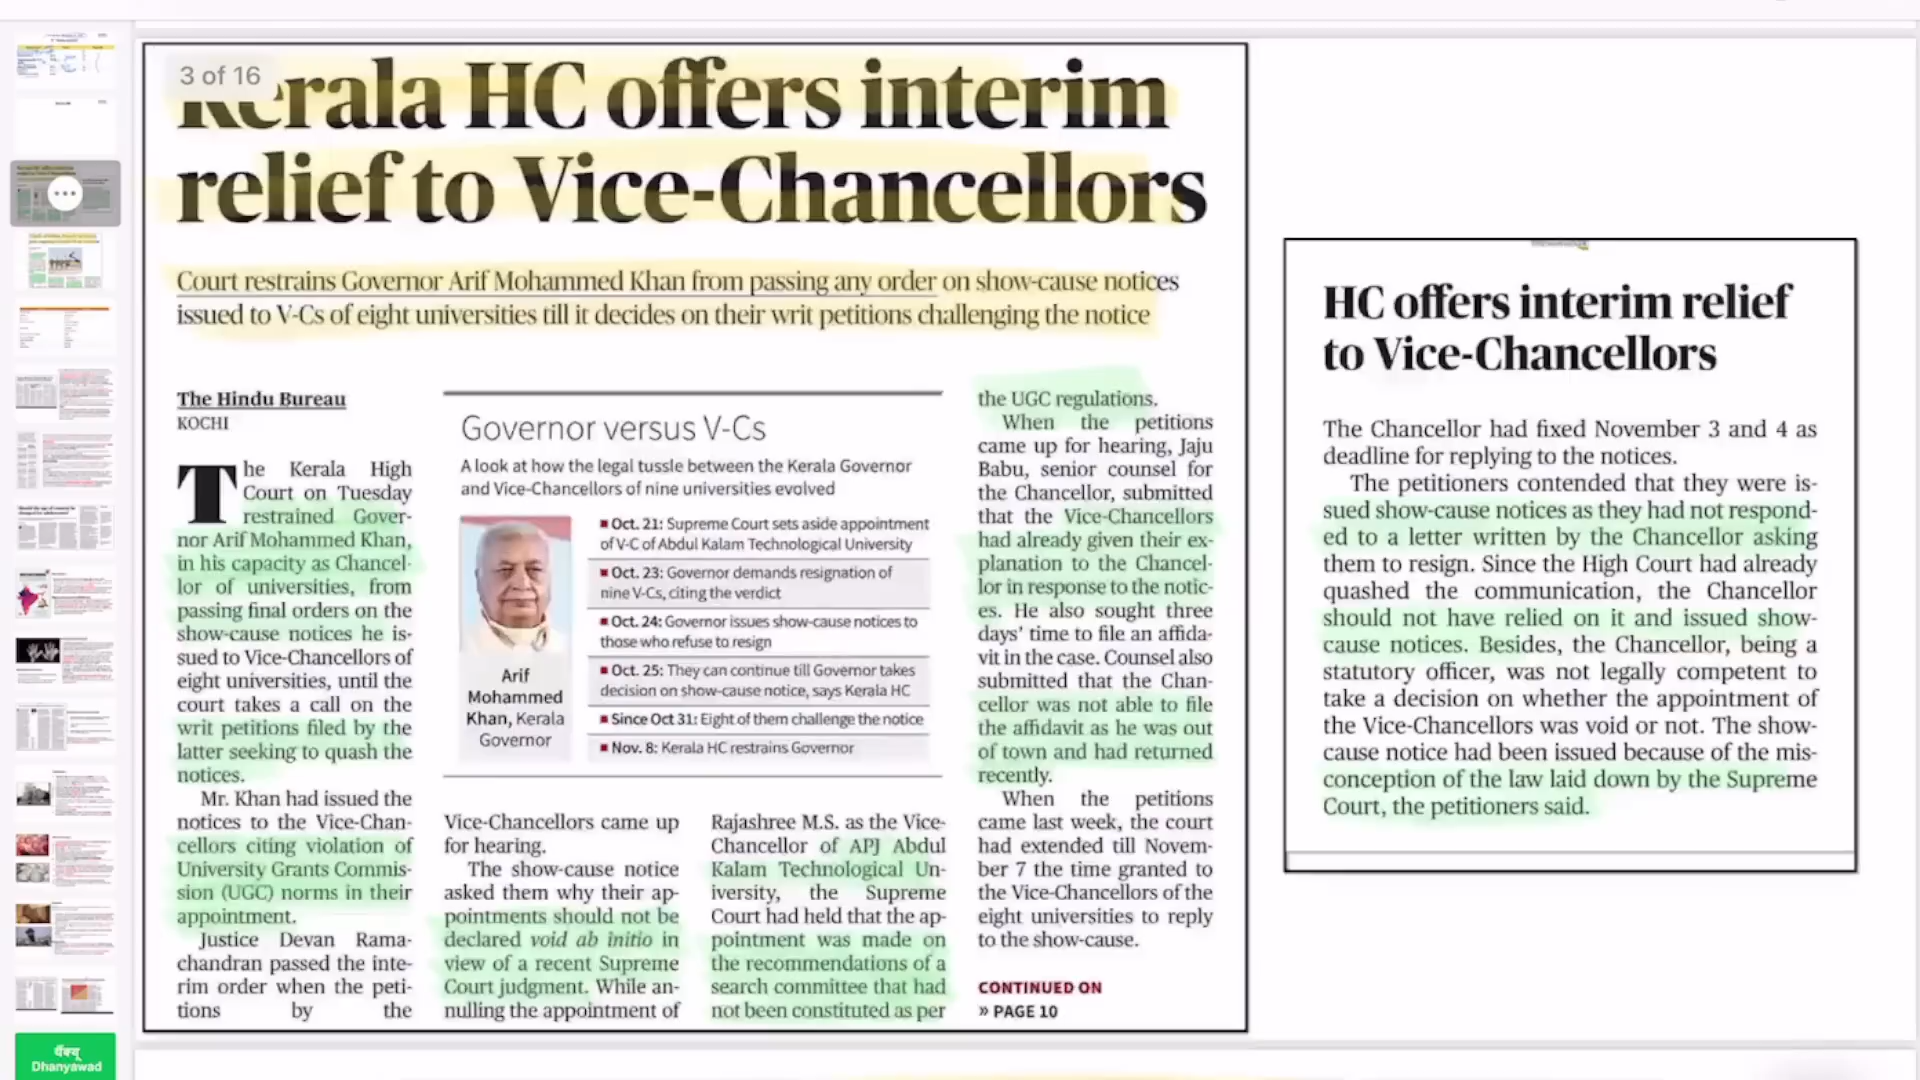 3 of 16
Kerala HC offers interim
relief to Vice-Chancellors
Court restrains Governor Arif Mohammed Khan from passing any order on show-cause notices
issued to V-Cs of eight universities till it decides on their writ petitions challenging the notice
The Hindu Bureau
KOCHI
The Kerala High
Court on Tuesday
restrained Gover-
nor Arif Mohammed Khan,
in his capacity as Chancel-
lor of universities, from
passing final orders on the
show-cause notices he is-
sued to Vice-Chancellors of
eight universities, until the
court takes a call on the
writ petitions filed by the
latter seeking to quash the
notices.
Mr. Khan had issued the
notices to the Vice-Chan-
cellors citing violation of
University Grants Commis-
sion (UGC) norms in their
appointment.
Justice Devan Rama-
chandran passed the inte-
rim order when the peti-
tions by the
Governor versus V-Cs
A look at how the legal tussle between the Kerala Governor
and Vice-Chancellors of nine universities evolved
Arif
Mohammed
Khan, Kerala
Governor
Oct. 21: Supreme Court sets aside appointment
of V-C of Abdul Kalam Technological University
Oct. 23: Governor demands resignation of
nine V-Cs, citing the verdict
Oct. 24: Governor issues show-cause notices to
those who refuse to resign
Oct. 25: They can continue till Governor takes
decision on show-cause notice, says Kerala HC
Since Oct 31: Eight of them challenge the notice
Nov. 8: Kerala HC restrains Governor
Vice-Chancellors came up
for hearing.
The show-cause notice
asked them why their ap-
pointments should not be
declared void ab initio in
view of a recent Supreme
Court judgment. While an-
nulling the appointment of
Rajashree M.S. as the Vice-
Chancellor of APJ Abdul
Kalam Technological Un-
iversity, the Supreme
Court had held that the ap-
pointment was made on
the recommendations of a
search committee that had
not been constituted as per
the UGC regulations.
When the petitions
came up for hearing, Jaju
Babu, senior counsel for
the Chancellor, submitted
that the Vice-Chancellors
had already given their ex-
planation to the Chancel-
lor in response to the notic-
es. He also sought three
days' time to file an affida-
vit in the case. Counsel also
submitted that the Chan-
cellor was not able to file
the affidavit as he was out
of town and had returned
recently.
When the petitions
came last week, the court
had extended till Novem-
ber 7 the time granted to
the Vice-Chancellors of the
eight universities to reply
to the show-cause.
CONTINUED ON
» PAGE 10
HC offers interim relief
to Vice-Chancellors
The Chancellor had fixed November 3 and 4 as
deadline for replying to the notices.
The petitioners contended that they were is-
sued show-cause notices as they had not respond-
ed to a letter written by the Chancellor asking
them to resign. Since the High Court had already
quashed the communication, the Chancellor
should not have relied on it and issued show-
cause notices. Besides, the Chancellor, being a
statutory officer, was not legally competent to
take a decision on whether the appointment of
the Vice-Chancellors was void or not. The show-
cause notice had been issued because of the mis-
conception of the law laid down by the Supreme
Court, the petitioners said.
Dhanyawad